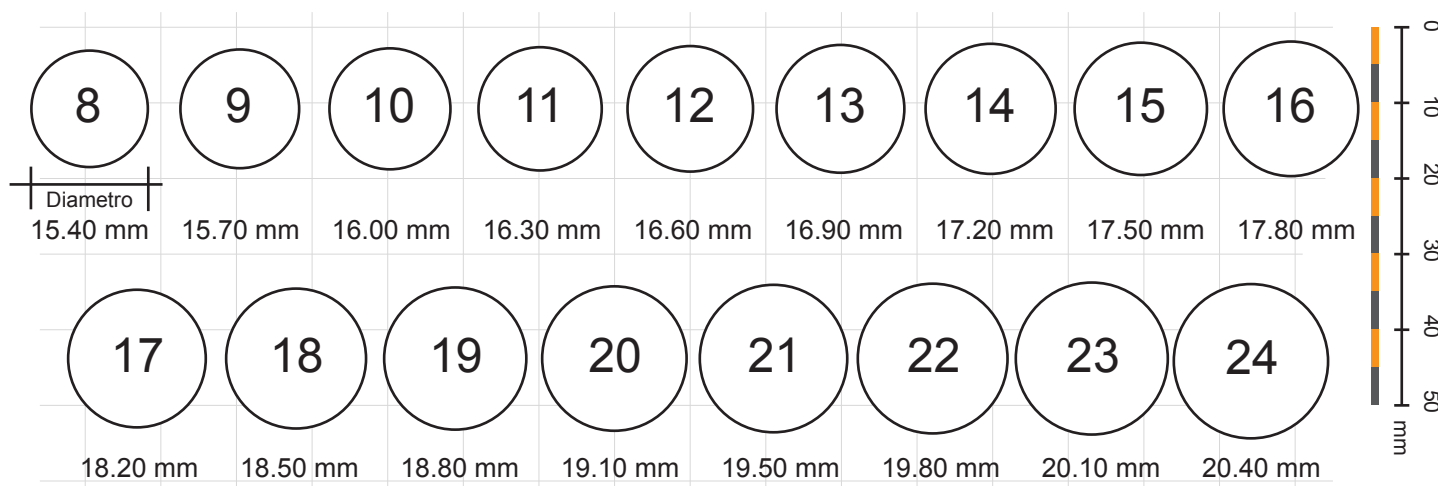 8 9 10 11 12 13 14 15 16
Diametro
15.40 mm 15.70 mm 16.00 mm 16.30 mm 16.60 mm 16.90 mm 17.20 mm 17.50 mm 17.80 mm
17 18 19 20 21 22 23 24
18.20 mm 18.50 mm 18.80 mm 19.10 mm 19.50 mm 19.80 mm 20.10 mm 20.40 mm
0 10 20 30 40 50 mm